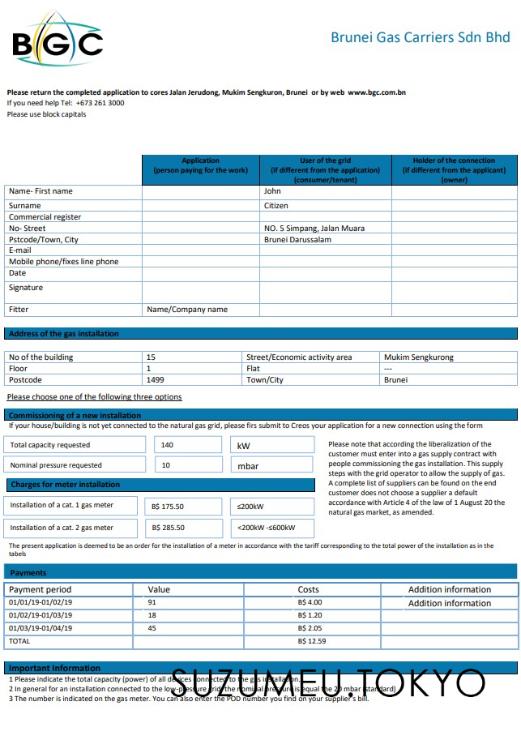 BGC
Brunei Gas Carriers Sdn Bhd
Please return the completed application to cores Jalan Jerudong, Mukim Sengkuron, Brunei or by web www.bgc.com.bn
If you need help Tel: +673 261 3000
Please use block capitals
Application (person paying for the work) User of the grid (if different from the application) (consumer/tenant) Holder of the connection (if different from the applicant) (owner)
Name- First name John
Surname Citizen
Commercial register
No- Street NO. 5 Simpang, Jalan Muara
Pstcode/Town, City Brunei Darussalam
E-mail
Mobile phone/fixes line phone
Date
Signature
Fitter Name/Company name
Address of the gas installation
No of the building 15 Street/Economic activity area Mukim Sengkurong
Floor 1 Flat ---
Postcode 1499 Town/City Brunei
Please choose one of the following three options
Commissioning of a new installation
If your house/building is not yet connected to the natural gas grid, please firs submit to Creos your application for a new connection using the form
Total capacity requested 140 kW
Nominal pressure requested 10 mbar
Please note that according the liberalization of the
customer must enter into a gas supply contract with
people commissioning the gas installation. This supply
steps with the grid operator to allow the supply of gas.
A complete list of suppliers can be found on the end
customer does not choose a supplier a default
accordance with Article 4 of the law of 1 August 20 the
natural gas market, as amended.
Charges for meter installation
Installation of a cat. 1 gas meter B$ 175.50 ≤200kW
Installation of a cat. 2 gas meter B$ 285.50 <200kW -≤600kW
The present application is deemed to be an order for the installation of a meter in accordance with the tariff corresponding to the total power of the installation as in the
tabels
Payments
Payment period Value Costs Addition information
01/01/19-01/02/19 91 B$ 4.00 Addition information
01/02/19-01/03/19 18 B$ 1.20
01/03/19-01/04/19 45 B$ 2.05
TOTAL B$ 12.59
Important information
1 Please indicate the total capacity (power) of all devices connected to the gas installation.
2 In general for an installation connected to the low-pressure grid, the nominal pressure is equal the 20 mbar (standard)
3 The number is indicated on the gas meter. You can also enter the POD number you find on your supplier's bill.
SUZUMEU.TOKYO